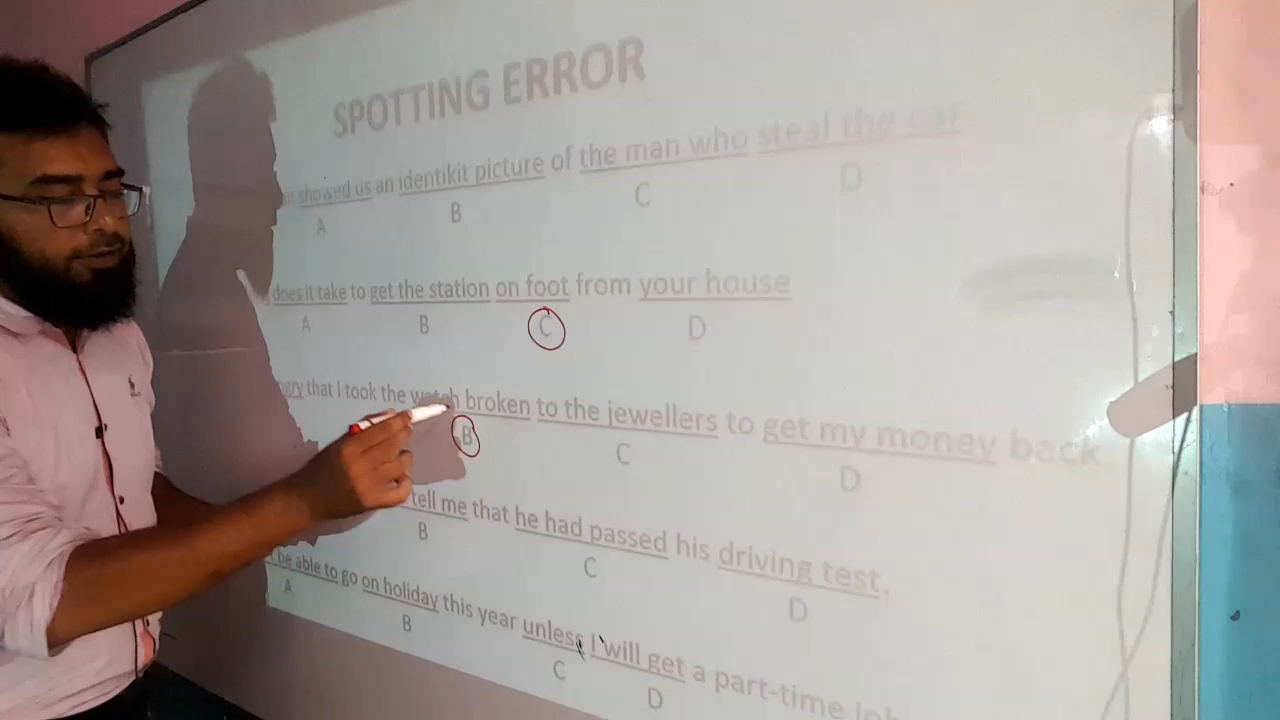 SPOTTING ERROR
showed us an identikit picture of the man who steal the car
A B C D
does it take to get the station on foot from your house
A B C D
that I took the watch broken to the jewellers to get my money back
B C D
tell me that he had passed his driving test.
B C D
be able to go on holiday this year unless I will get a part-time
A B C D